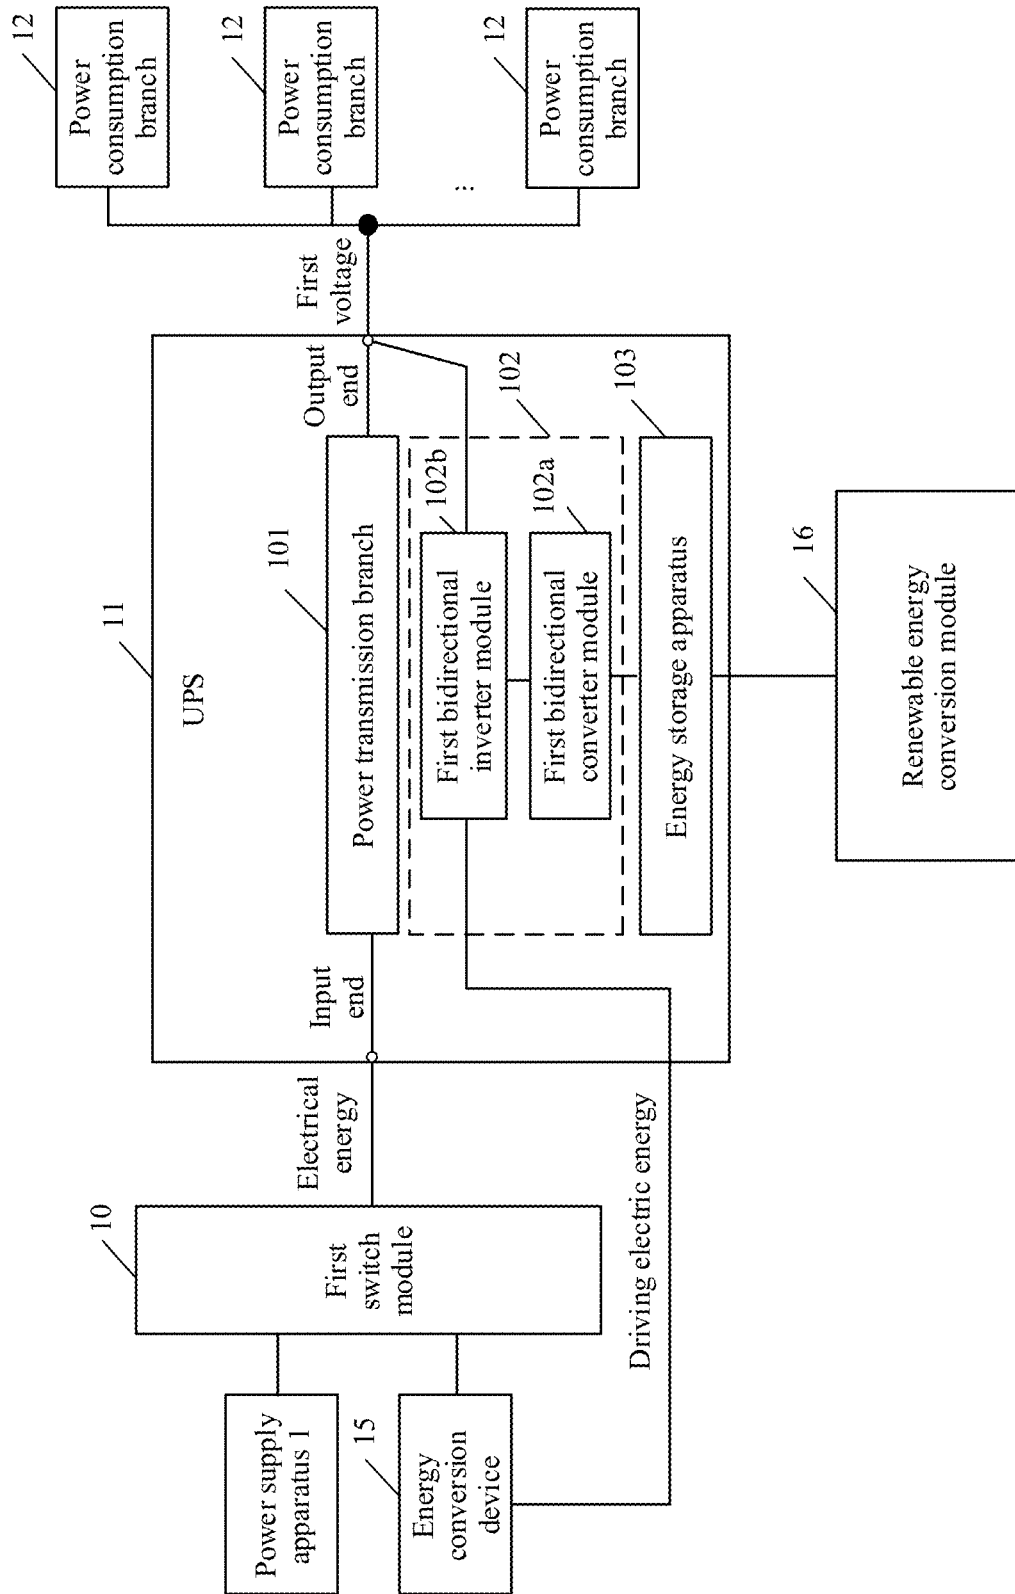 Power supply
apparatus 1
15
Energy
conversion
device
10
First
switch
module
Electrical
energy
Driving electric energy
11
UPS
Input
end
101
Power transmission branch
Output
end
102b
First bidirectional
inverter module
102
102a
First bidirectional
converter module
103
Energy storage apparatus
16
Renewable energy
conversion module
First
voltage
12
Power
consumption
branch
12
Power
consumption
branch
...
12
Power
consumption
branch